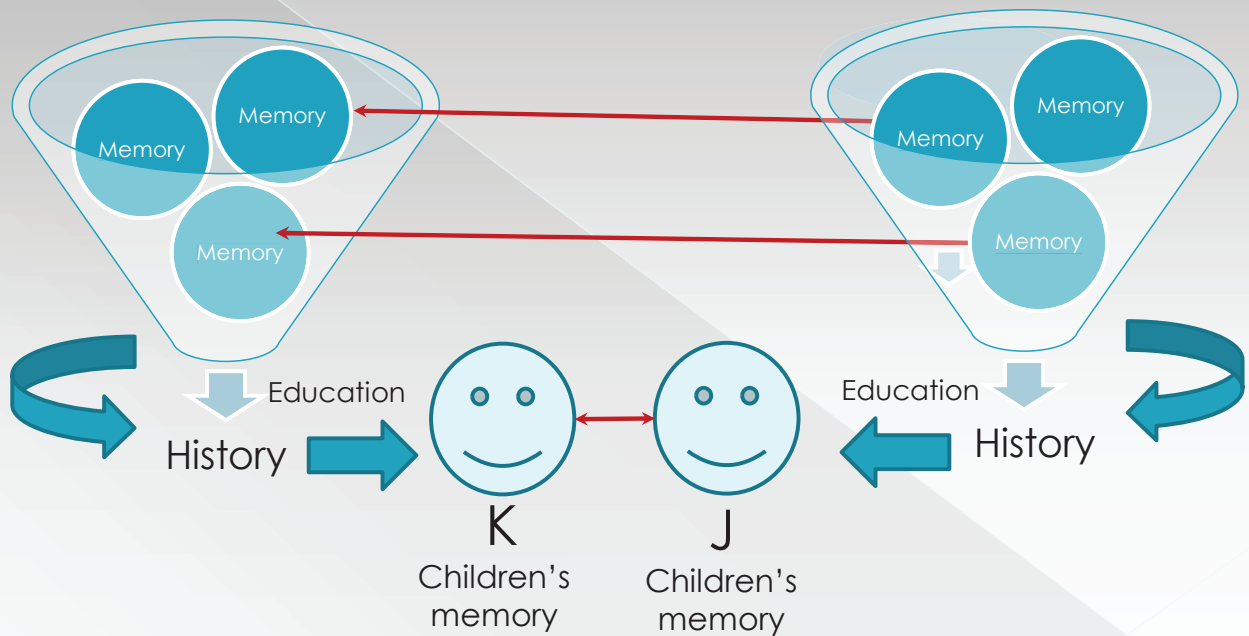 Memory
Memory
Memory
Memory
Memory
Memory
Education
Education
History
History
K
J
Children's
memory
Children's
memory